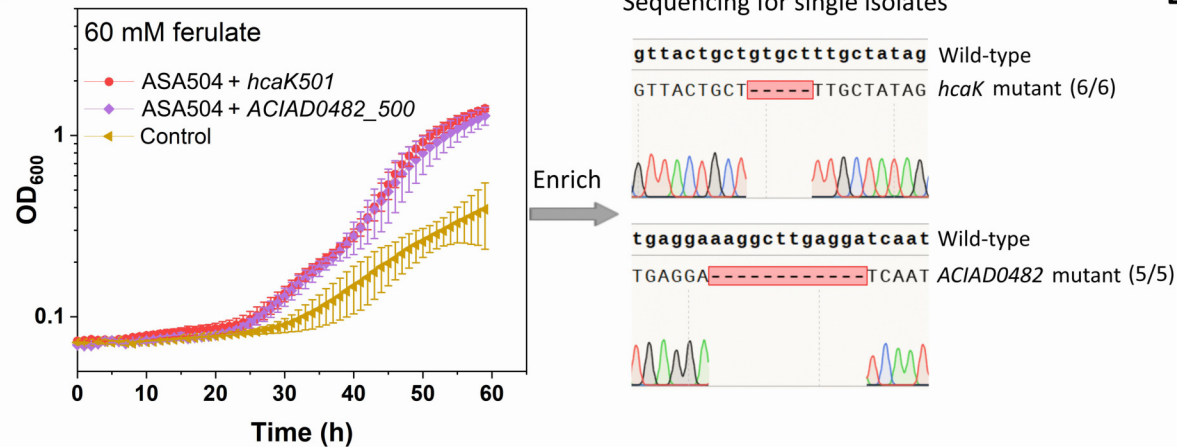 Sequencing for single isolates
60 mM ferulate
ASA504 + hcaK501
ASA504 + ACIAD0482_500
Control
OD600
1
0.1
0
10
20
30
40
50
60
Time (h)
Enrich
gttactgctgtgctttgctatag Wild-type
GTTACTGCT-----TTGCTATAG hcaK mutant (6/6)
tgaggaaaggcttgaggatcaat Wild-type
TGAGGA------------TCAAT ACIAD0482 mutant (5/5)